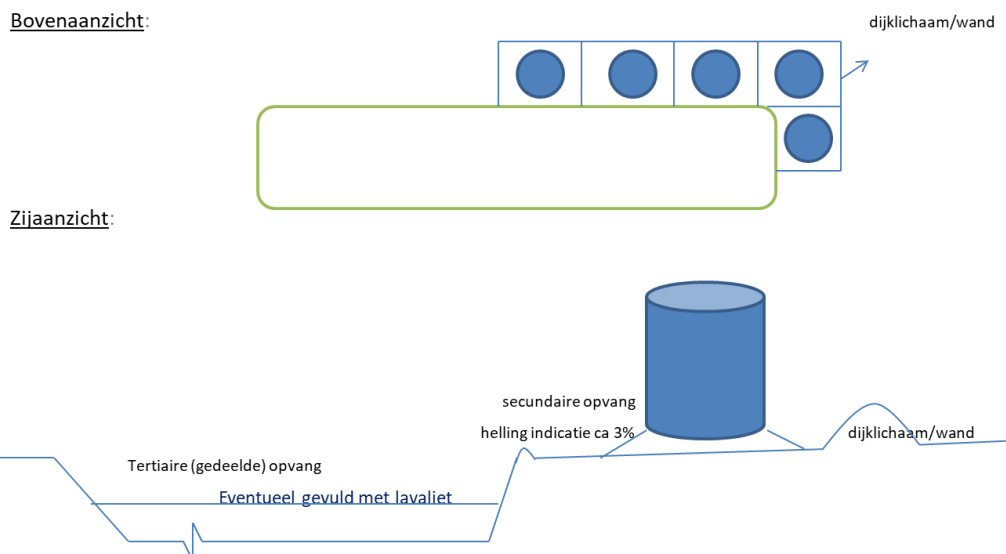 Bovenaanzicht:
dijklichaam/wand
Zijaanzicht:
secundaire opvang
helling indicatie ca 3%
dijklichaam/wand
Tertiaire (gedeelde) opvang
Eventueel gevuld met lavaliet